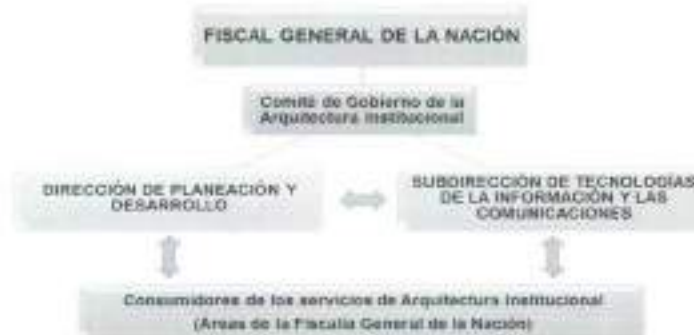 FISCAL GENERAL DE LA NACIÓN
Comité de Gobierno de la
Arquitectura Institucional
DIRECCIÓN DE PLANEACIÓN Y
DESARROLLO
SUBDIRECCIÓN DE TECNOLOGÍAS
DE LA INFORMACIÓN Y LAS
COMUNICACIONES
Consumidores de los servicios de Arquitectura Institucional
(Áreas de la Fiscalía General de la Nación)